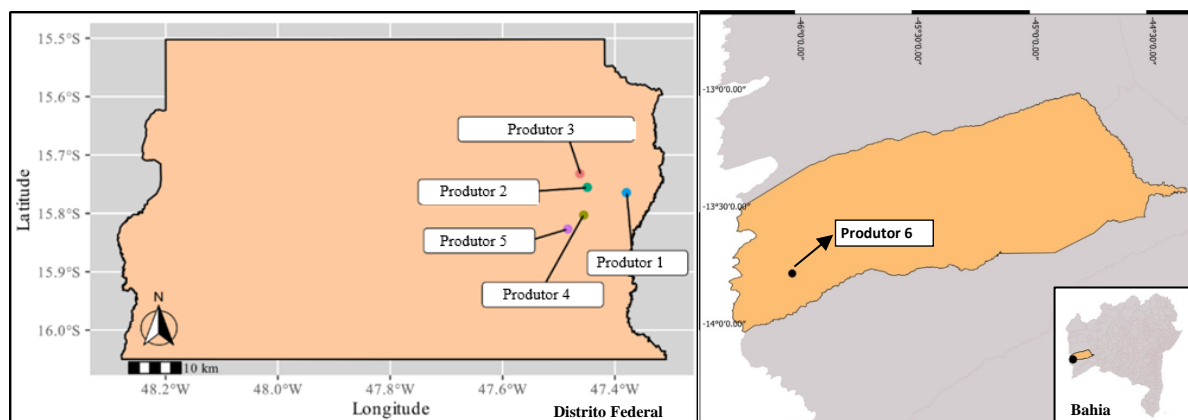 15.5°S
15.6°S
15.7°S
15.8°S
15.9°S
16.0°S
Latitude
Produtor 3
Produtor 2
Produtor 5
Produtor 1
Produtor 4
N
10 km
48.2°W
48.0°W
47.8°W
47.6°W
47.4°W
Longitude
Distrito Federal
-46°0'0.00"
-45°30'0.00"
-45°0'0.00"
-44°30'0.00"
-13°0'0.00"
-13°30'0.00"
-14°0'0.00"
Produtor 6
Bahia